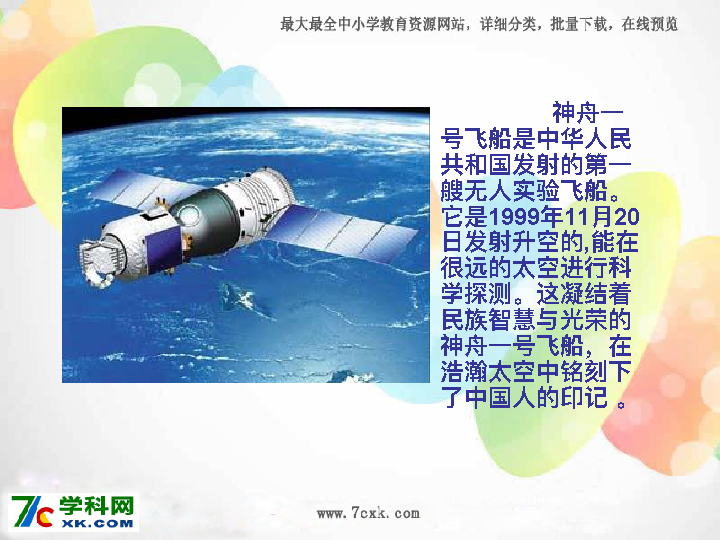 最大最全中小学教育资源网站，详细分类，批量下载，在线预览
神舟一
号飞船是中华人民
共和国发射的第一
艘无人实验飞船。
它是1999年11月20
日发射升空的,能在
很远的太空进行科
学探测。这凝结着
民族智慧与光荣的
神舟一号飞船，在
浩瀚太空中铭刻下
了中国人的印记 。
7C学科网
XK.COM
www.7cxk.com